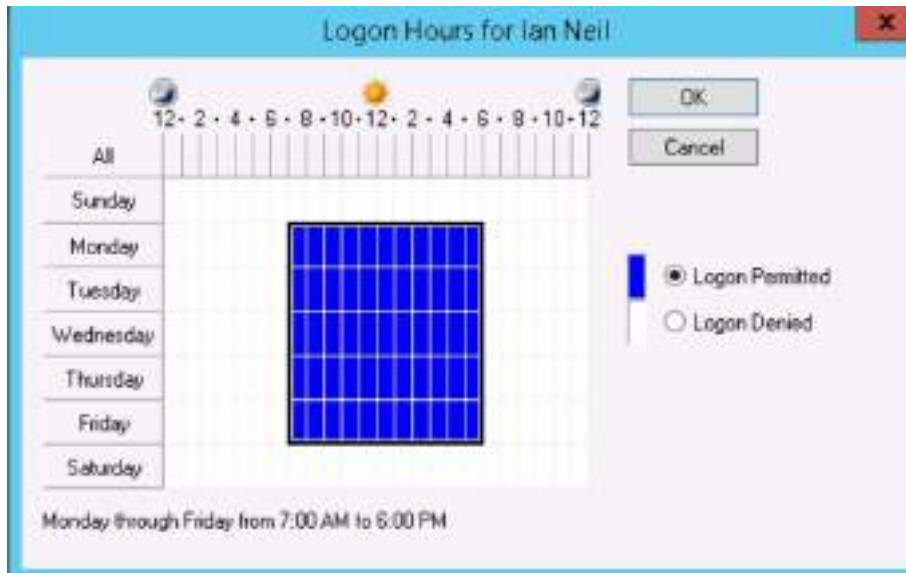 Logon Hours for Ian Neil
x
12 · 2 · 4 · 6 · 8 · 10 · 12 · 2 · 4 · 6 · 8 · 10 · 12
OK
Cancel
All
Sunday
Monday
Tuesday
Wednesday
Thursday
Friday
Saturday
Logon Permitted
Logon Denied
Monday through Friday from 7:00 AM to 6:00 PM